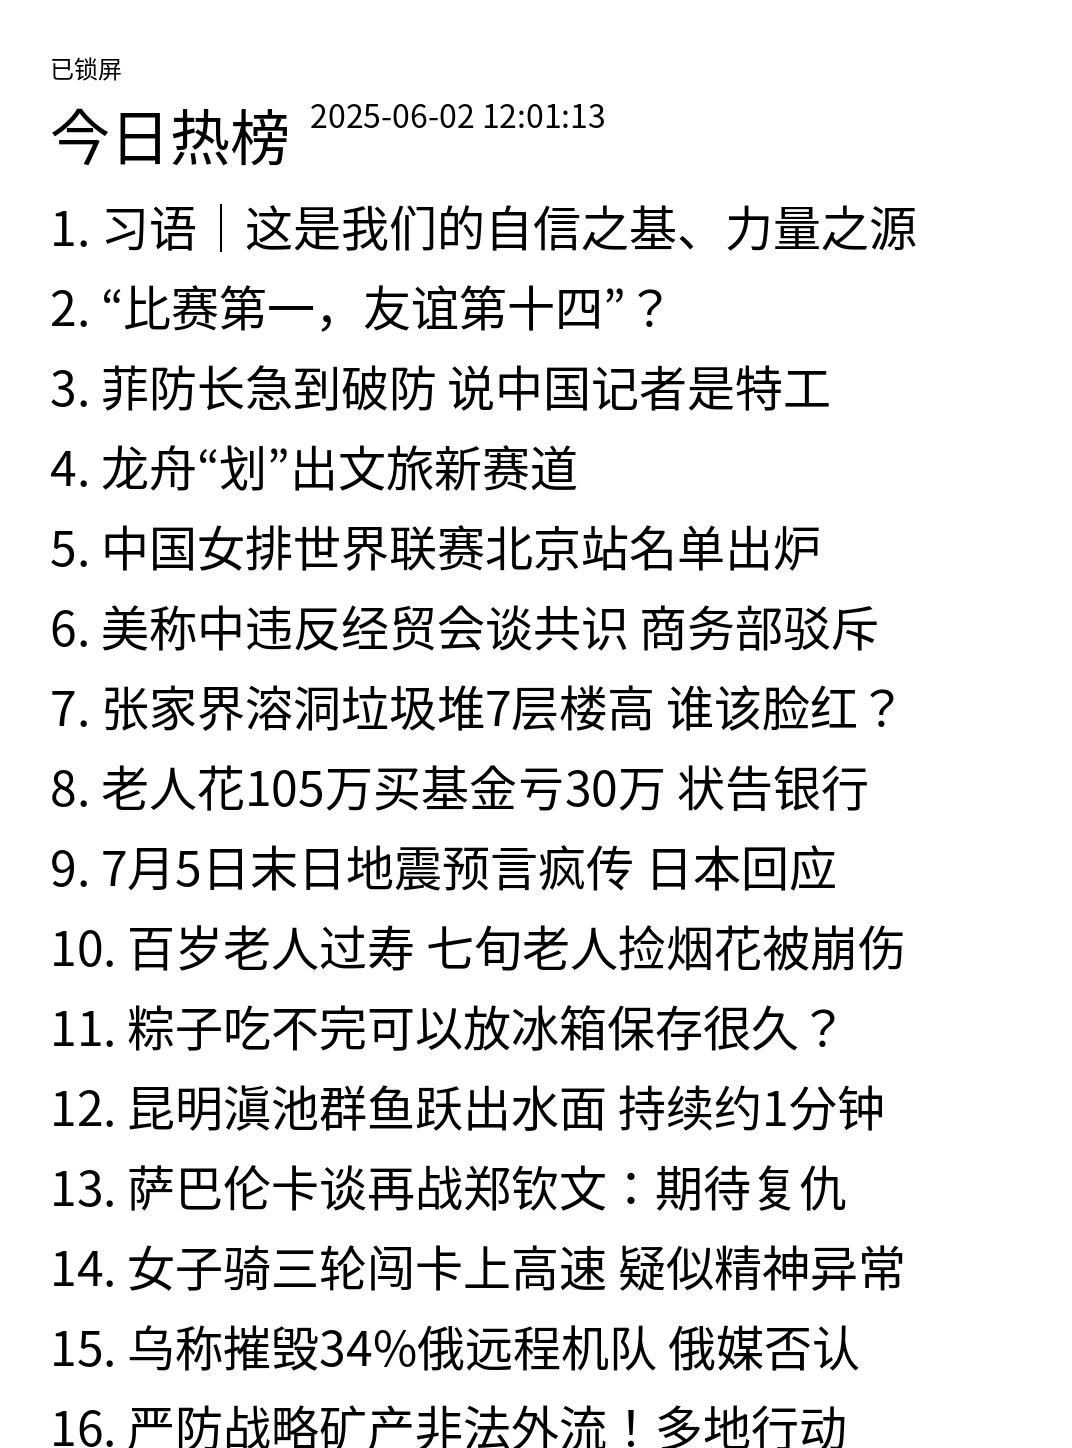 已锁屏
今日热榜 2025-06-02 12:01:13
1. 习语｜这是我们的自信之基、力量之源
2. “比赛第一，友谊第十四”？
3. 菲防长急到破防 说中国记者是特工
4. 龙舟“划”出文旅新赛道
5. 中国女排世界联赛北京站名单出炉
6. 美称中违反经贸会谈共识 商务部驳斥
7. 张家界溶洞垃圾堆7层楼高 谁该脸红？
8. 老人花105万买基金亏30万 状告银行
9. 7月5日末日地震预言疯传 日本回应
10. 百岁老人过寿 七旬老人捡烟花被崩伤
11. 粽子吃不完可以放冰箱保存很久？
12. 昆明滇池群鱼跃出水面 持续约1分钟
13. 萨巴伦卡谈再战郑钦文：期待复仇
14. 女子骑三轮闯卡上高速 疑似精神异常
15. 乌称摧毁34%俄远程机队 俄媒否认
16. 严防战略矿产非法外流！多地行动